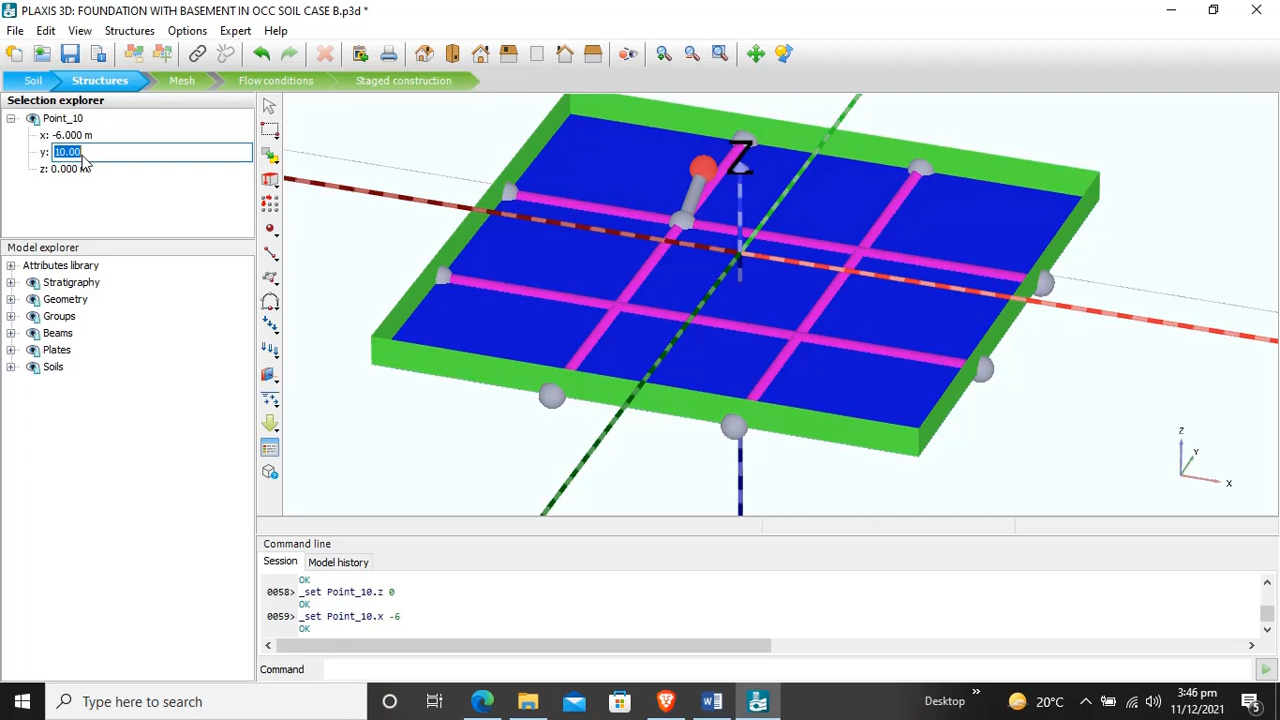 PLAXIS 3D: FOUNDATION WITH BASEMENT IN OCC SOIL CASE B.p3d *
File Edit View Structures Options Expert Help
Soil Structures Mesh Flow conditions Staged construction
Selection explorer
Point_10
x: -6.000 m
y: 10.00
z: 0.000 m
Model explorer
Attributes library
Stratigraphy
Geometry
Groups
Beams
Plates
Soils
Z
Z
Y
X
Command line
Session Model history
OK
0058> _set Point_10.z 0
OK
0059> _set Point_10.x -6
OK
Command
Type here to search
Desktop
20°C
3:46 pm
11/12/2021
5